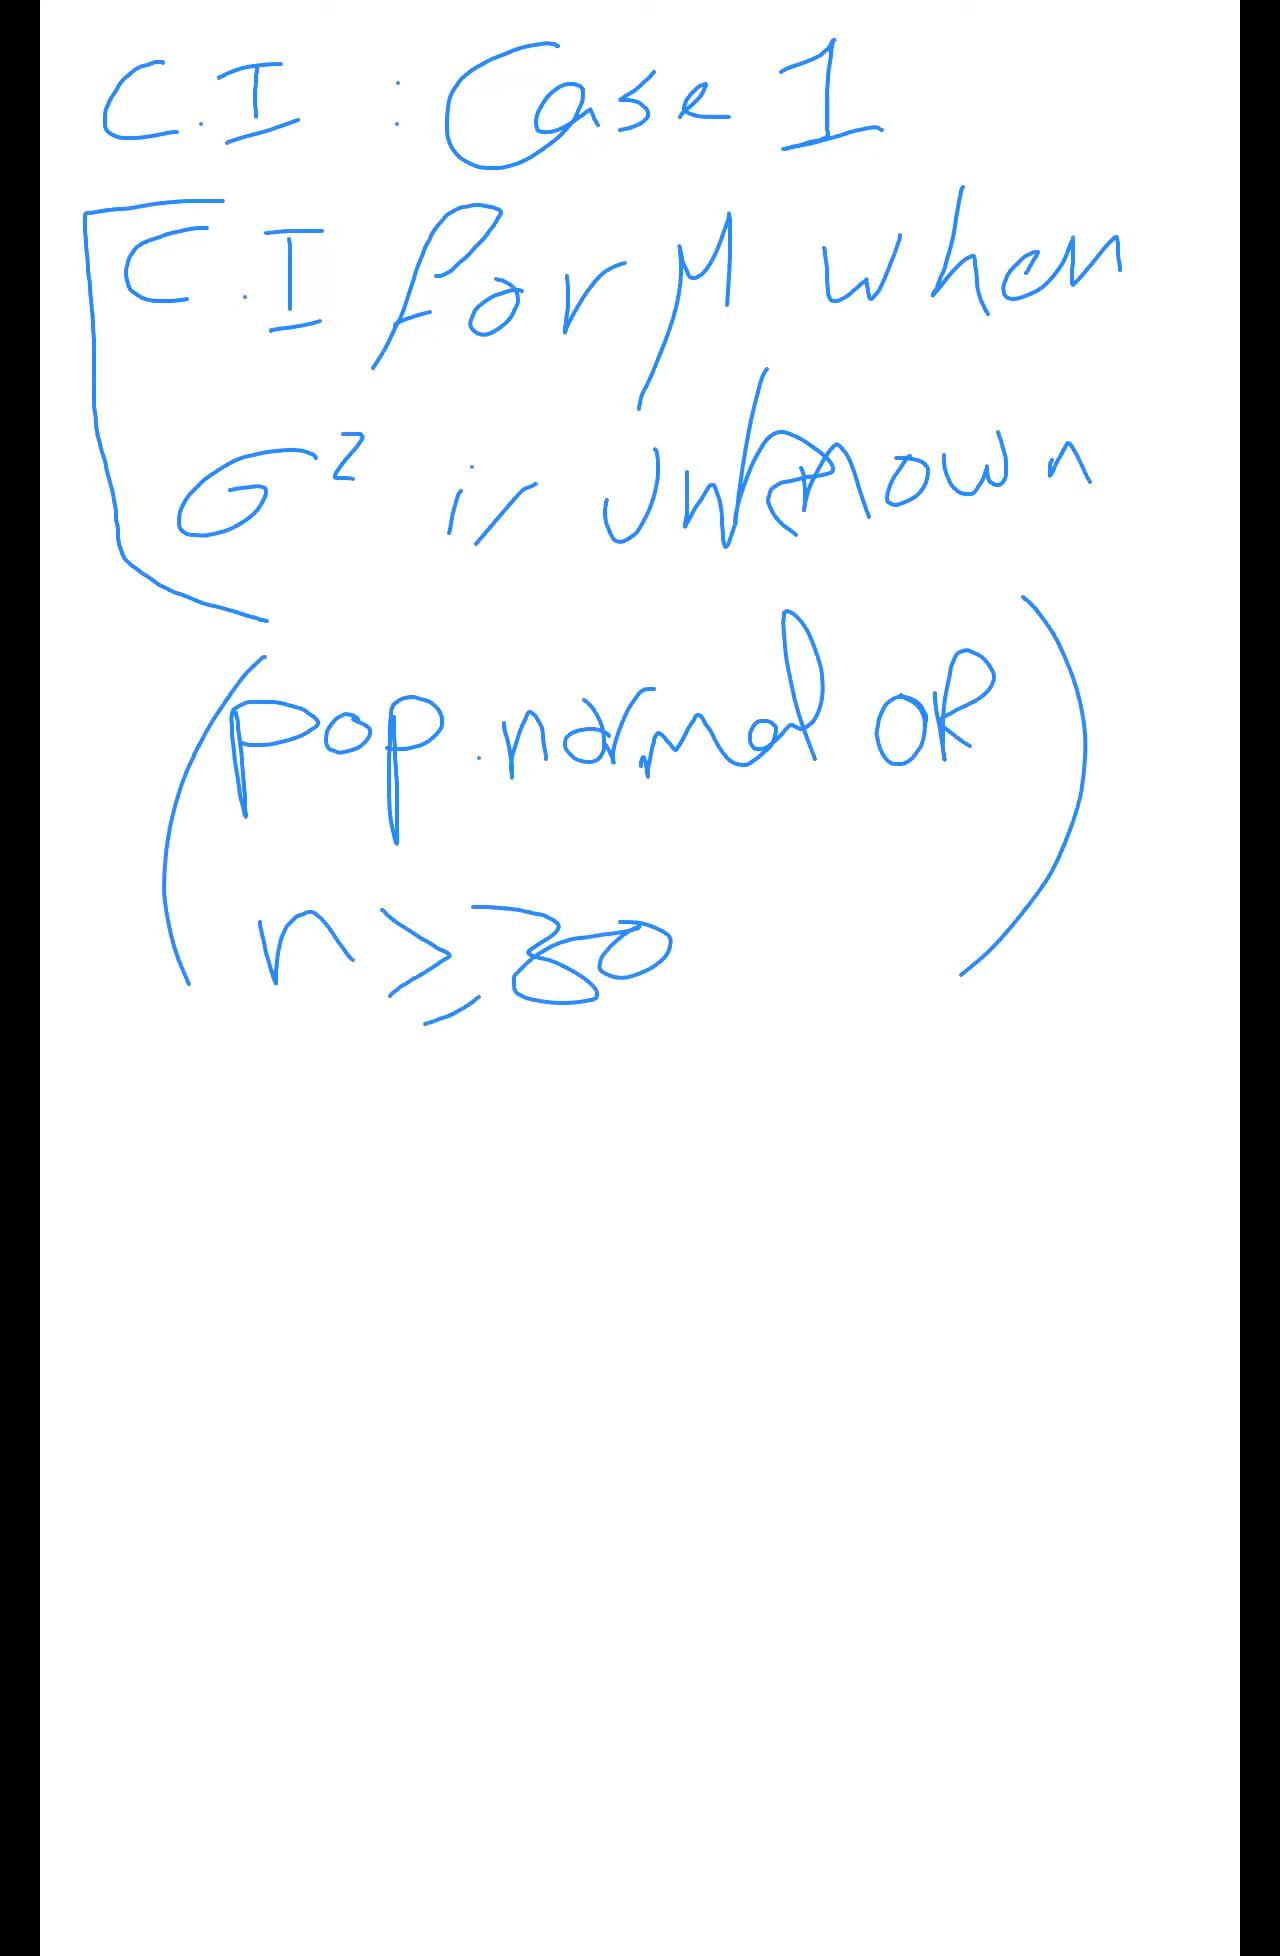 C.I : Case 1
C.I for μ when
σ² is unknown
(pop. normal OR
n ≥ 30)